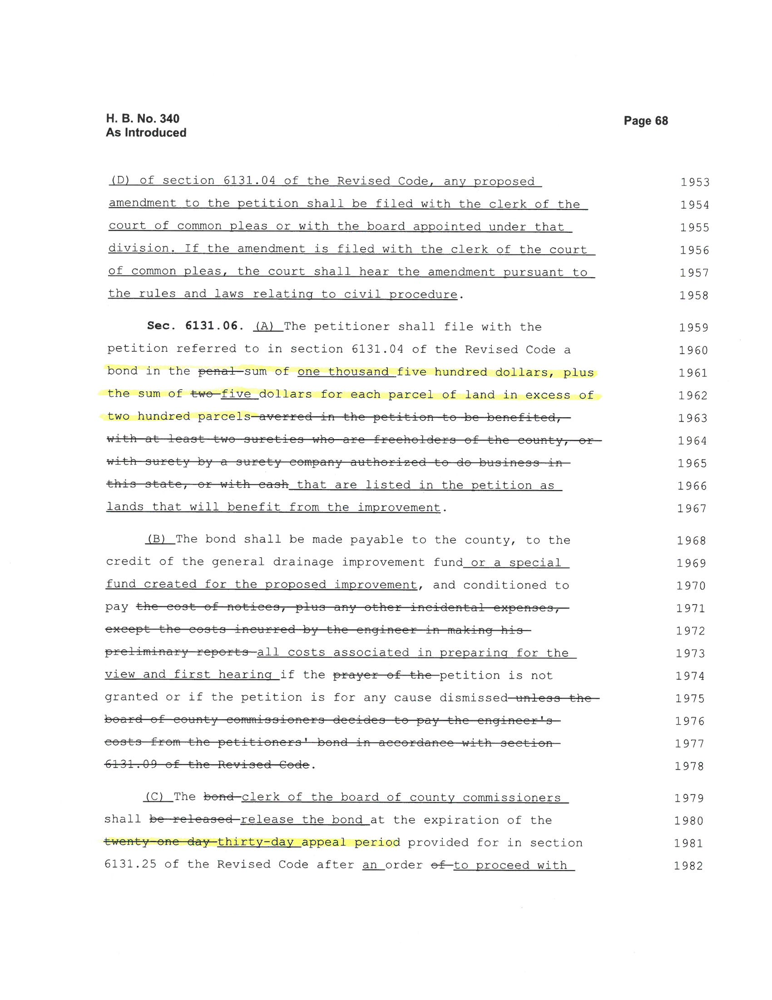 H. B. No. 340
Page 68
As Introduced
(D) of section 6131.04 of the Revised Code, any proposed 1953
amendment to the petition shall be filed with the clerk of the 1954
court of common pleas or with the board appointed under that 1955
division. If the amendment is filed with the clerk of the court 1956
of common pleas, the court shall hear the amendment pursuant to 1957
the rules and laws relating to civil procedure. 1958
Sec. 6131.06. (A) The petitioner shall file with the 1959
petition referred to in section 6131.04 of the Revised Code a 1960
bond in the penal sum of one thousand five hundred dollars, plus 1961
the sum of two five dollars for each parcel of land in excess of 1962
two hundred parcels averred in the petition to be benefited, 1963
with at least two sureties who are freeholders of the county, or 1964
with surety by a surety company authorized to do business in 1965
this state, or with cash that are listed in the petition as 1966
lands that will benefit from the improvement. 1967
(B) The bond shall be made payable to the county, to the 1968
credit of the general drainage improvement fund or a special 1969
fund created for the proposed improvement, and conditioned to 1970
pay the cost of notices, plus any other incidental expenses, 1971
except the costs incurred by the engineer in making his 1972
preliminary reports all costs associated in preparing for the 1973
view and first hearing if the prayer of the petition is not 1974
granted or if the petition is for any cause dismissed unless the 1975
board of county commissioners decides to pay the engineer's 1976
costs from the petitioners' bond in accordance with section 1977
6131.09 of the Revised Code. 1978
(C) The bond clerk of the board of county commissioners 1979
shall be released release the bond at the expiration of the 1980
twenty-one day thirty-day appeal period provided for in section 1981
6131.25 of the Revised Code after an order of to proceed with 1982